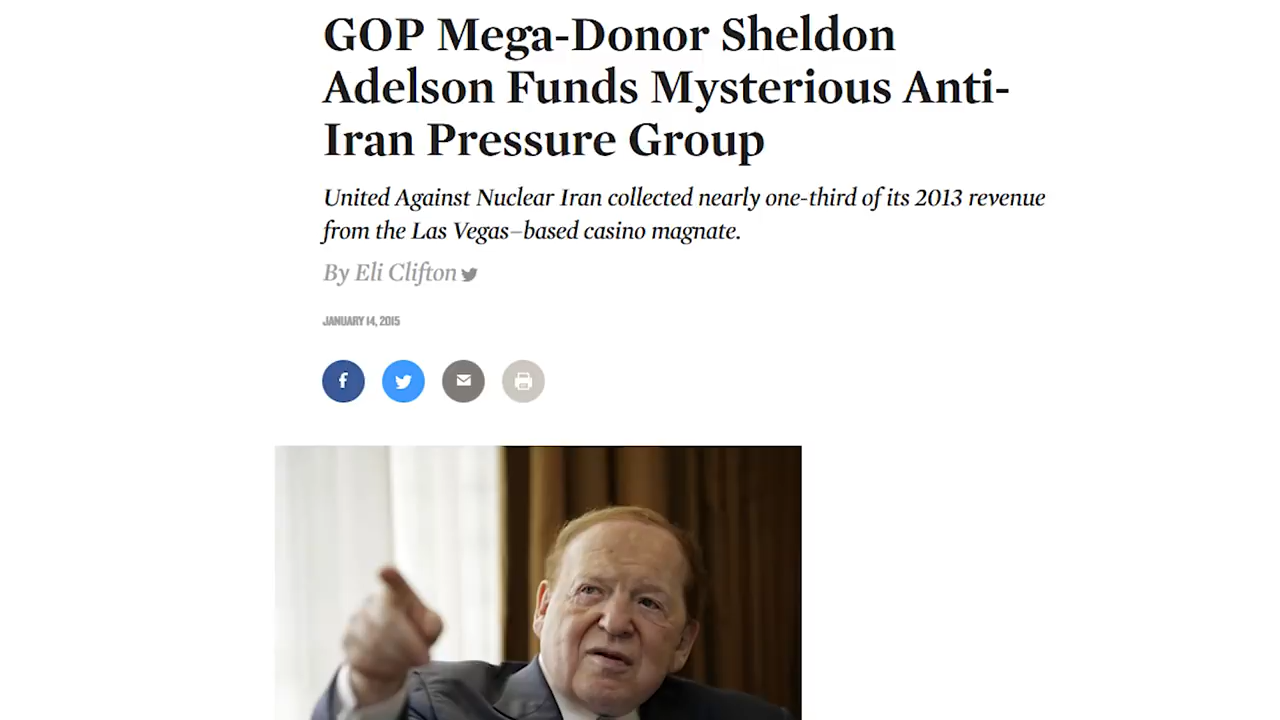 GOP Mega-Donor Sheldon
Adelson Funds Mysterious Anti-
Iran Pressure Group
United Against Nuclear Iran collected nearly one-third of its 2013 revenue
from the Las Vegas–based casino magnate.
By Eli Clifton
JANUARY 14, 2015
f